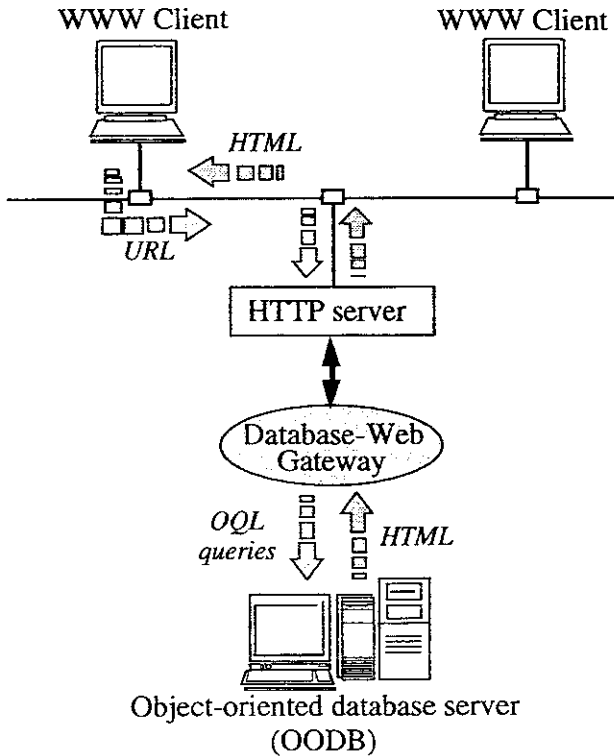 WWW Client
WWW Client
HTML
URL
HTTP server
Database-Web
Gateway
OQL
queries
HTML
Object-oriented database server
(OODB)